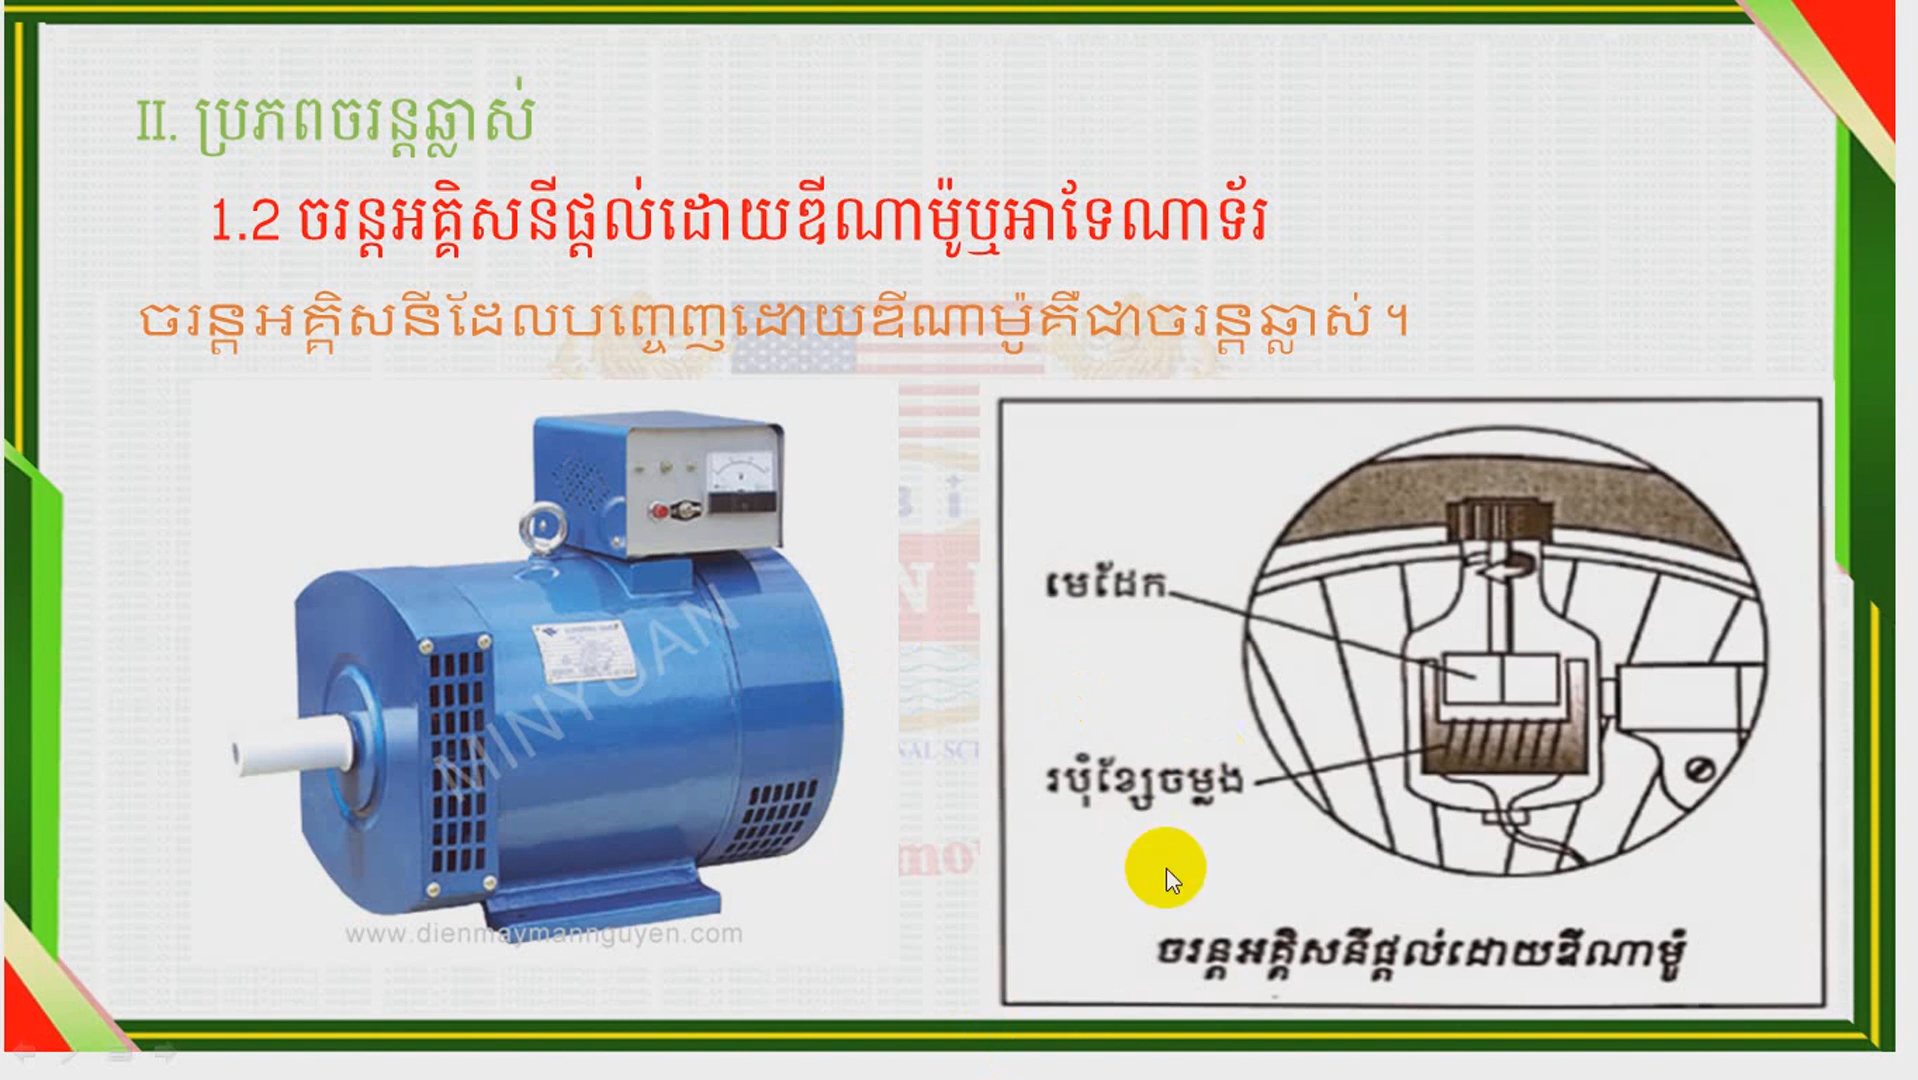 II. ប្រភពចរន្តឆ្លាស់
1.2 ចរន្តអគ្គិសនីផ្តល់ដោយឌីណាម៉ូឬអាទែណាទ័រ
ចរន្តអគ្គិសនីដែលបញ្ចេញដោយឌីណាម៉ូគឺជាចរន្តឆ្លាស់។
មេដែក
របុំខ្សែចម្លង
MINYUAN
www.dienmaymannguyen.com
ចរន្តអគ្គិសនីផ្តល់ដោយឌីណាម៉ូ